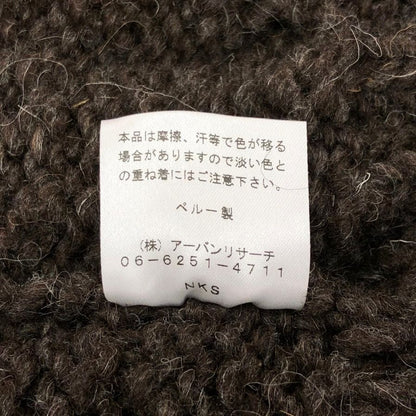 本品は摩擦、汗等で色が移る
場合がありますので淡い色と
の重ね着にはご注意下さい。
ペルー製
(株) アーバンリサーチ
06-6251-4711
NKS